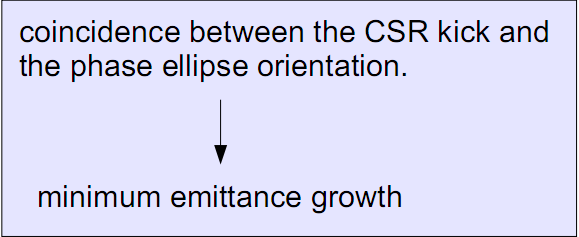 coincidence between the CSR kick and
the phase ellipse orientation.
minimum emittance growth